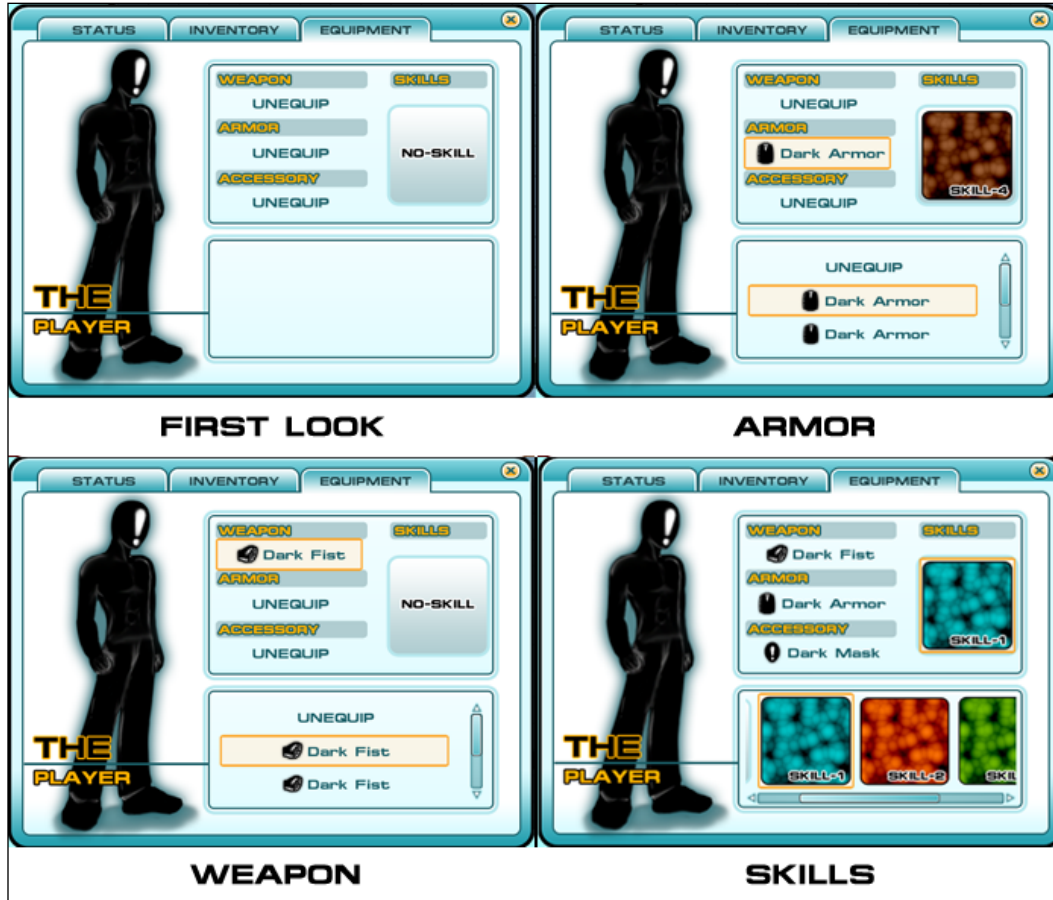 STATUS INVENTORY EQUIPMENT
WEAPON SKILLS
UNEQUIP
ARMOR
UNEQUIP NO-SKILL
ACCESSORY
UNEQUIP
THE
PLAYER
FIRST LOOK
STATUS INVENTORY EQUIPMENT
WEAPON SKILLS
UNEQUIP
ARMOR
Dark Armor
ACCESSORY
SKILL-4
UNEQUIP
UNEQUIP
Dark Armor
Dark Armor
THE
PLAYER
ARMOR
STATUS INVENTORY EQUIPMENT
WEAPON SKILLS
Dark Fist
ARMOR
UNEQUIP NO-SKILL
ACCESSORY
UNEQUIP
UNEQUIP
Dark Fist
Dark Fist
THE
PLAYER
WEAPON
STATUS INVENTORY EQUIPMENT
WEAPON SKILLS
Dark Fist
ARMOR
Dark Armor
ACCESSORY
SKILL-1
Dark Mask
SKILL-1 SKILL-2 SKIL
THE
PLAYER
SKILLS